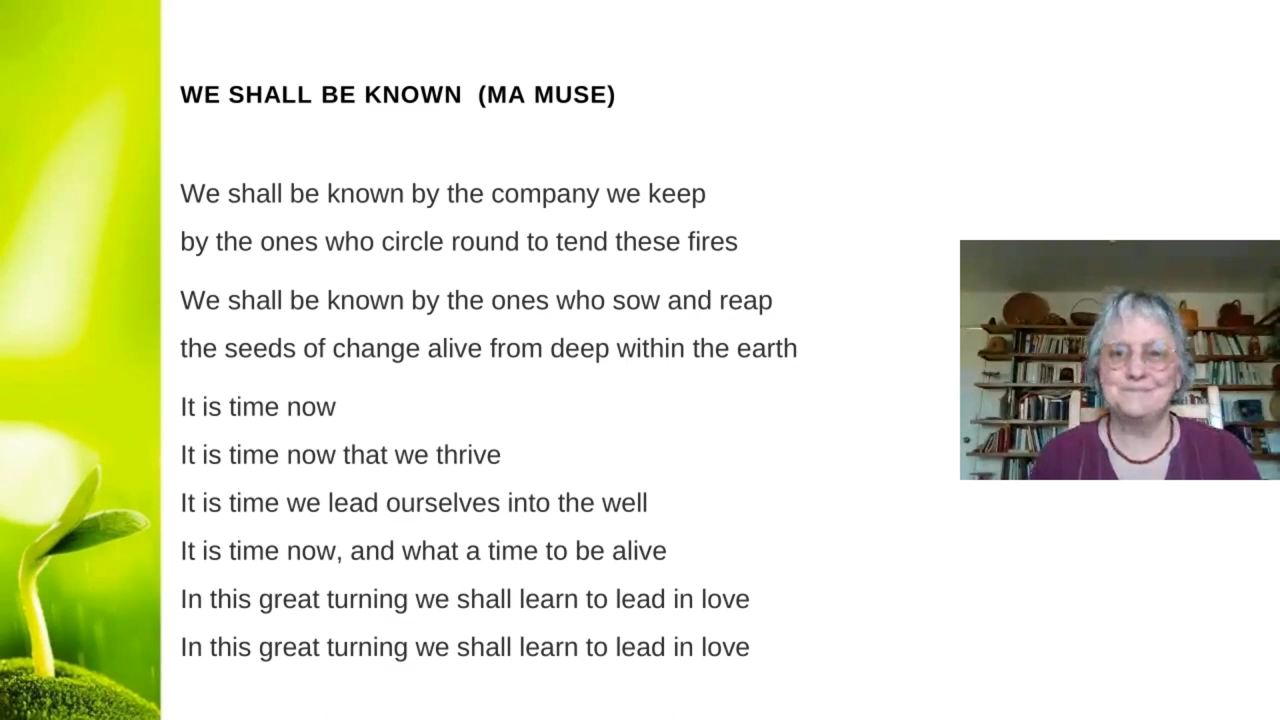 WE SHALL BE KNOWN (MA MUSE)
We shall be known by the company we keep
by the ones who circle round to tend these fires
We shall be known by the ones who sow and reap
the seeds of change alive from deep within the earth
It is time now
It is time now that we thrive
It is time we lead ourselves into the well
It is time now, and what a time to be alive
In this great turning we shall learn to lead in love
In this great turning we shall learn to lead in love